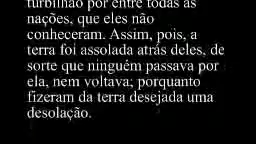 turbilhão por entre todas as
nações, que eles não
conheceram. Assim, pois, a
terra foi assolada atrás deles, de
sorte que ninguém passava por
ela, nem voltava; porquanto
fizeram da terra desejada uma
desolação.